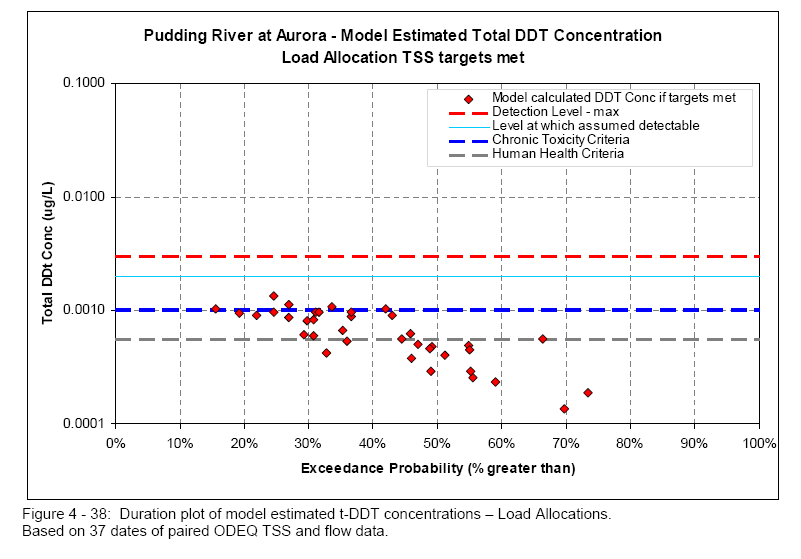 Pudding River at Aurora - Model Estimated Total DDT Concentration
Load Allocation TSS targets met
0.1000
0.0100
0.0010
0.0001
Total DDt Conc (ug/L)
Model calculated DDT Conc if targets met
Detection Level - max
Level at which assumed detectable
Chronic Toxicity Criteria
Human Health Criteria
0% 10% 20% 30% 40% 50% 60% 70% 80% 90% 100%
Exceedance Probability (% greater than)
Figure 4 - 38:  Duration plot of model estimated t-DDT concentrations – Load Allocations.
Based on 37 dates of paired ODEQ TSS and flow data.